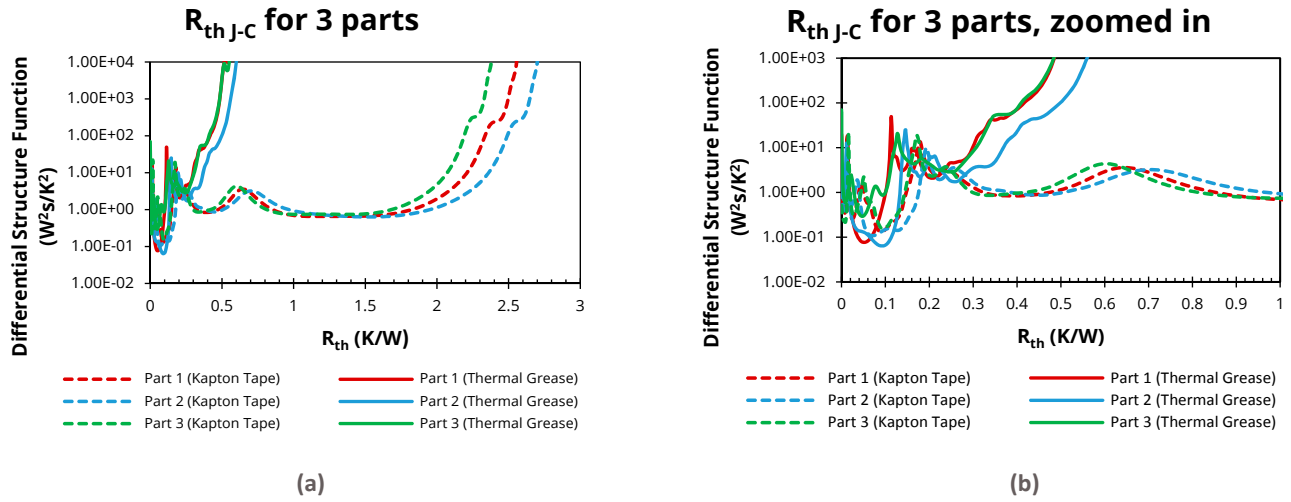 R_th J-C for 3 parts
Differential Structure Function
(W²s/K²)
1.00E+04
1.00E+03
1.00E+02
1.00E+01
1.00E+00
1.00E-01
1.00E-02
0 0.5 1 1.5 2 2.5 3
R_th (K/W)
Part 1 (Kapton Tape) Part 1 (Thermal Grease)
Part 2 (Kapton Tape) Part 2 (Thermal Grease)
Part 3 (Kapton Tape) Part 3 (Thermal Grease)
(a)
R_th J-C for 3 parts, zoomed in
Differential Structure Function
(W²s/K²)
1.00E+03
1.00E+02
1.00E+01
1.00E+00
1.00E-01
1.00E-02
0 0.1 0.2 0.3 0.4 0.5 0.6 0.7 0.8 0.9 1
R_th (K/W)
Part 1 (Kapton Tape) Part 1 (Thermal Grease)
Part 2 (Kapton Tape) Part 2 (Thermal Grease)
Part 3 (Kapton Tape) Part 3 (Thermal Grease)
(b)